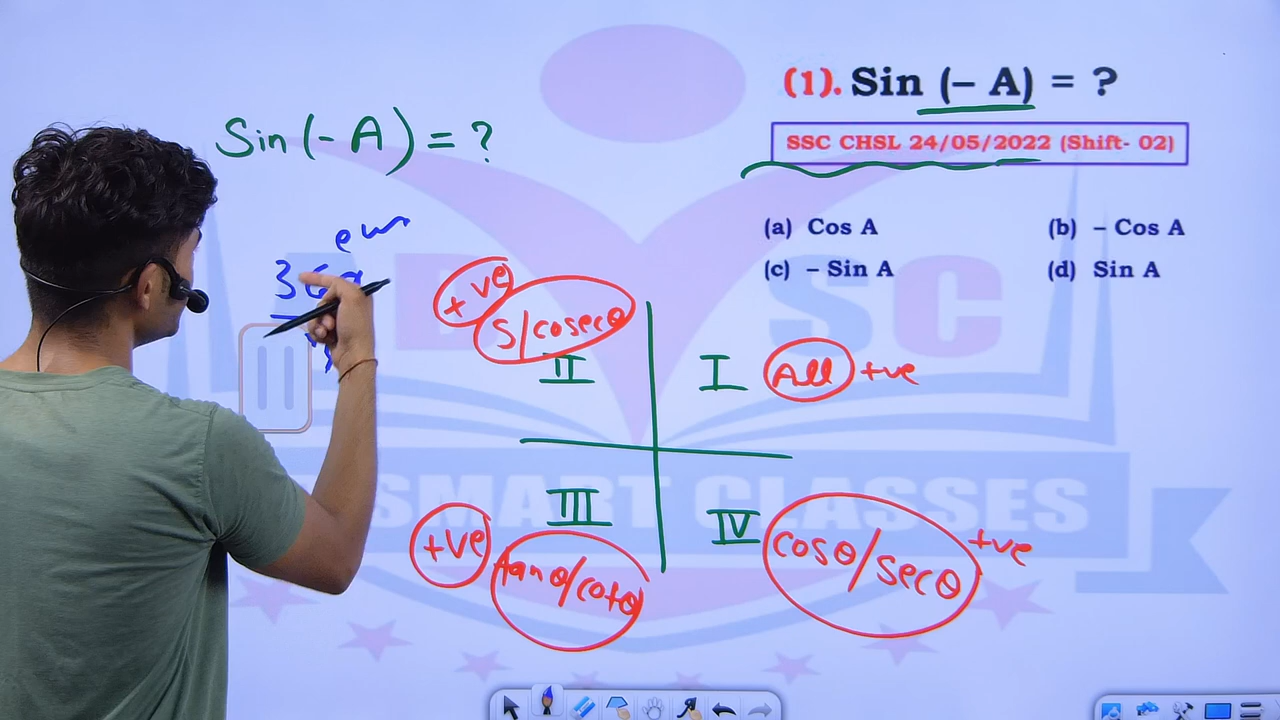 (1). Sin (– A) = ?
SSC CHSL 24/05/2022 (Shift- 02)
(a) Cos A
(b) – Cos A
(c) – Sin A
(d) Sin A
Sin(-A) = ?
+ve
S/cosecθ
II
I
All +ve
III
+ve
tanθ/cotθ
IV
cosθ/secθ
+ve
SC
SMART CLASSES